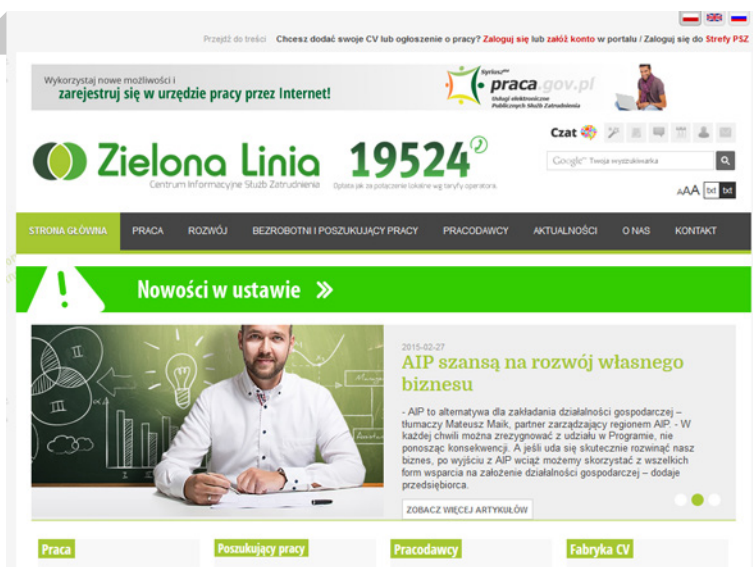 Przejdź do treści Chcesz dodać swoje CV lub ogłoszenie o pracy? Zaloguj się lub załóż konto w portalu / Zaloguj się do Strefy PSZ
Wykorzystaj nowe możliwości i
zarejestruj się w urzędzie pracy przez Internet!
Syriusz
praca.gov.pl
Usługi elektroniczne
Publicznych Służb Zatrudnienia
Zielona Linia
Centrum Informacyjne Służb Zatrudnienia
19524
Opłata jak za połączenie lokalne wg taryfy operatora.
Czat
Google Twoja wyszukiwarka
AAA txt txt
STRONA GŁÓWNA PRACA ROZWÓJ BEZROBOTNI I POSZUKUJĄCY PRACY PRACODAWCY AKTUALNOŚCI O NAS KONTAKT
! Nowości w ustawie »
2015-02-27
AIP szansą na rozwój własnego
biznesu
- AIP to alternatywa dla zakładania działalności gospodarczej –
tłumaczy Mateusz Maik, partner zarządzający regionem AIP. - W
każdej chwili można zrezygnować z udziału w Programie, nie
ponosząc konsekwencji. A jeśli uda się skutecznie rozwinąć nasz
biznes, po wyjściu z AIP wciąż możemy skorzystać z wszelkich
form wsparcia na założenie działalności gospodarczej – dodaje
przedsiębiorca.
ZOBACZ WIĘCEJ ARTYKUŁÓW
Praca Poszukujący pracy Pracodawcy Fabryka CV